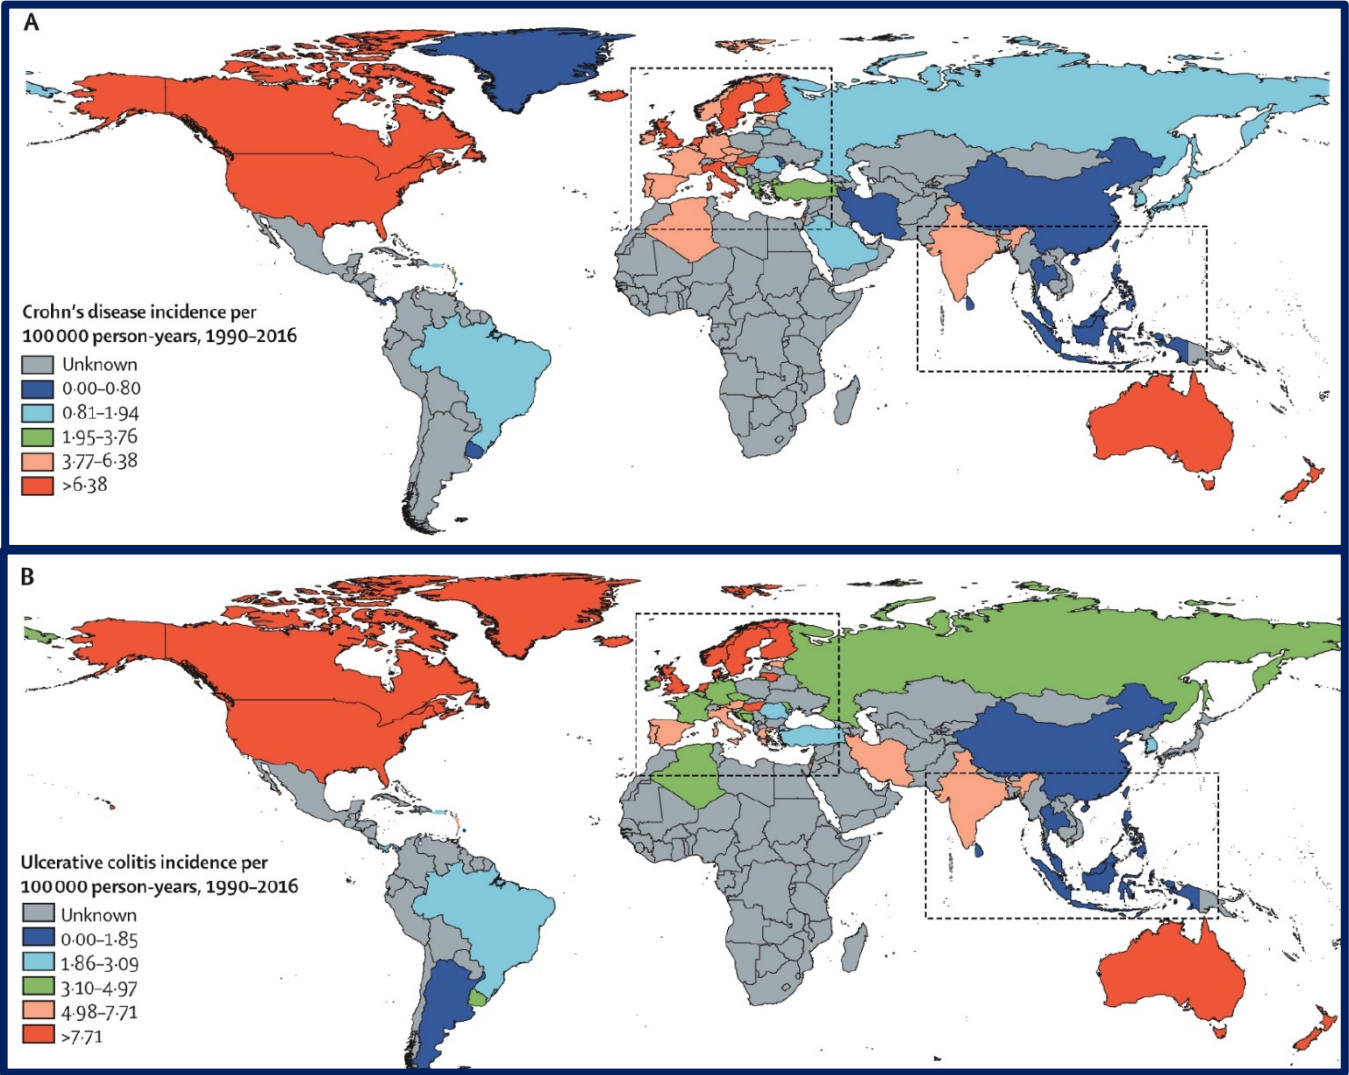 A
Crohn's disease incidence per
100 000 person-years, 1990–2016
Unknown
0·00–0·80
0·81–1·94
1·95–3·76
3·77–6·38
>6·38
B
Ulcerative colitis incidence per
100 000 person-years, 1990–2016
Unknown
0·00–1·85
1·86–3·09
3·10–4·97
4·98–7·71
>7·71